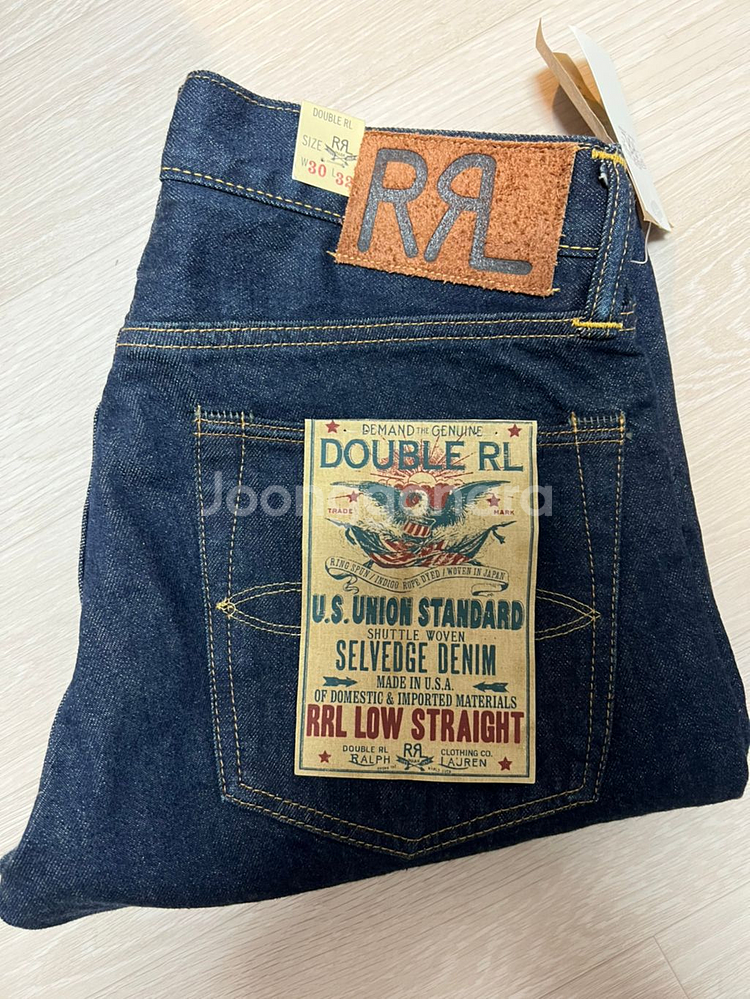 DOUBLE RL
SIZE RRL
W30 L32
RRL
DEMAND THE GENUINE
DOUBLE RL
Joonggonara
TRADE MARK
RING SPUN / INDIGO ROPE DYED / WOVEN IN JAPAN
U.S. UNION STANDARD
SHUTTLE WOVEN
SELVEDGE DENIM
MADE IN U.S.A.
OF DOMESTIC & IMPORTED MATERIALS
RRL LOW STRAIGHT
DOUBLE RL RRL CLOTHING CO.
RALPH LAUREN